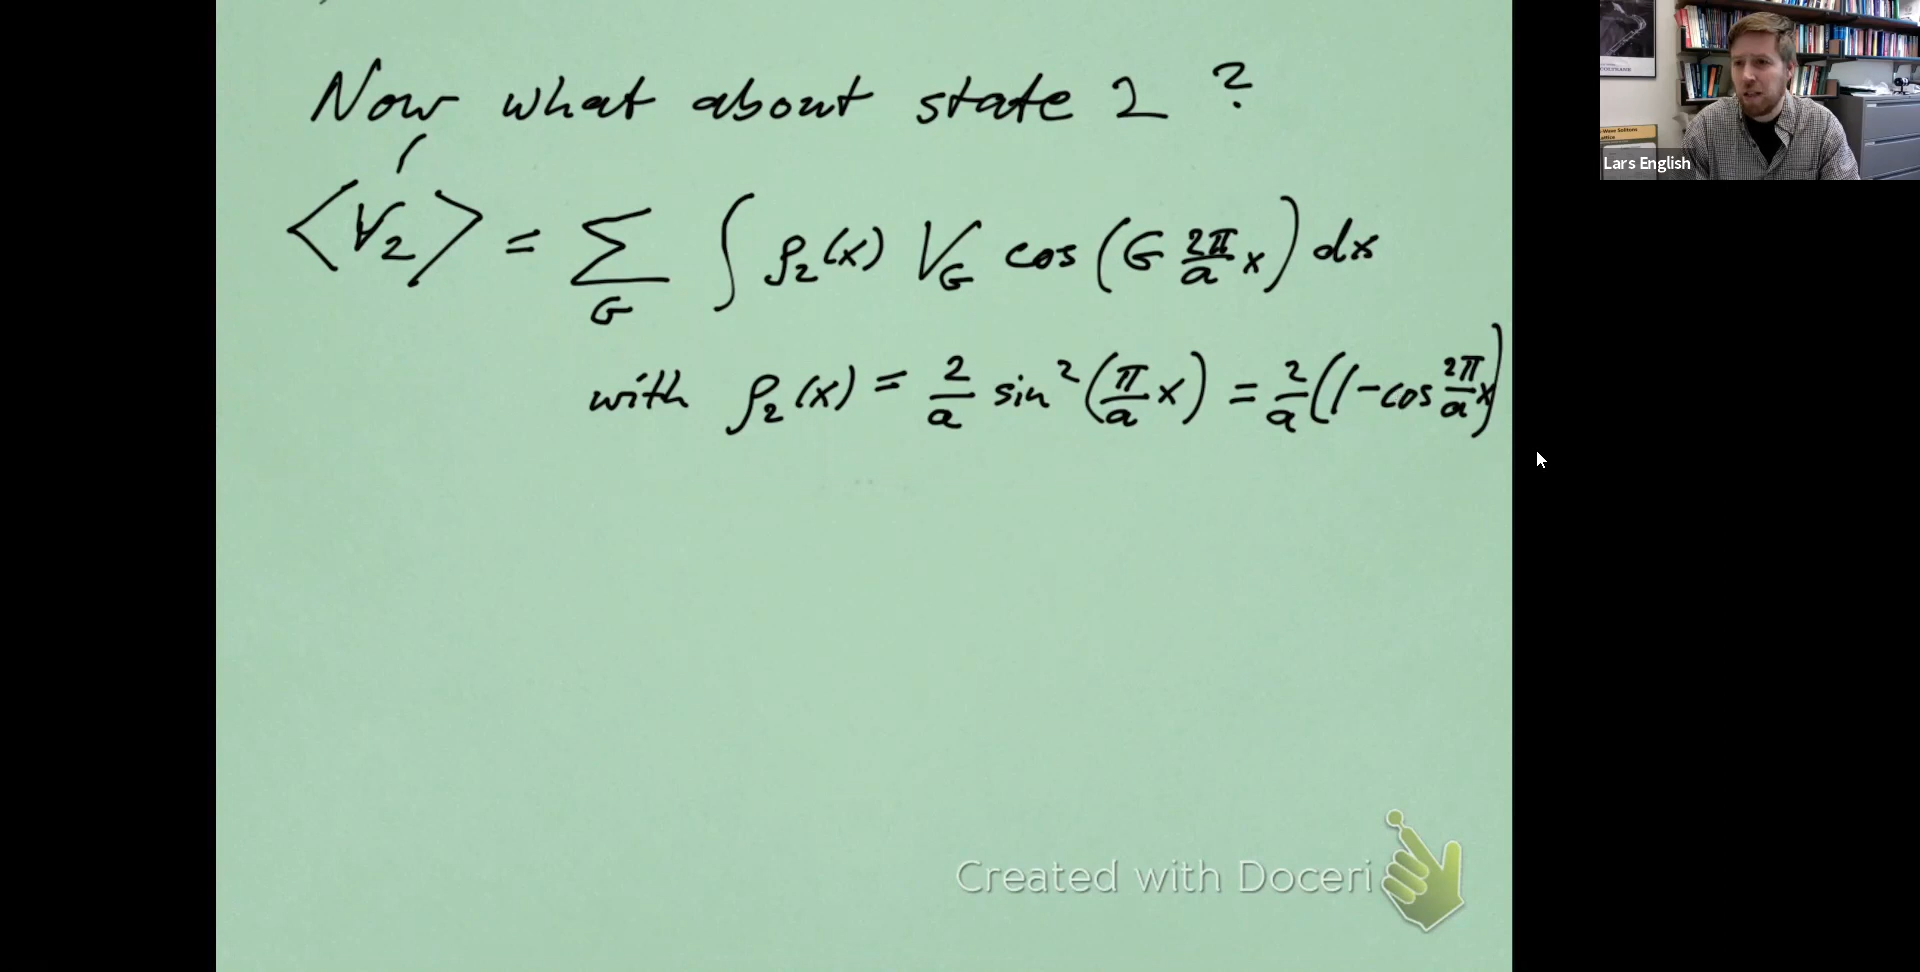 Now what about state 2 ?
⟨V₂⟩ = ∑_G ∫ ρ₂(x) V_G cos(G 2π/a x) dx
with ρ₂(x) = 2/a sin²(π/a x) = 2/a (1-cos 2π/a x)
Created with Doceri
Lars English